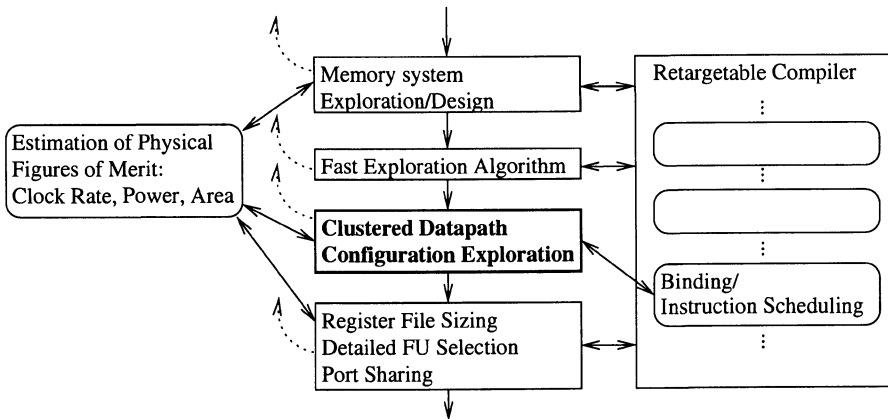 Memory system
Exploration/Design
Retargetable Compiler
Estimation of Physical
Figures of Merit:
Clock Rate, Power, Area
Fast Exploration Algorithm
Clustered Datapath
Configuration Exploration
Binding/
Instruction Scheduling
Register File Sizing
Detailed FU Selection
Port Sharing